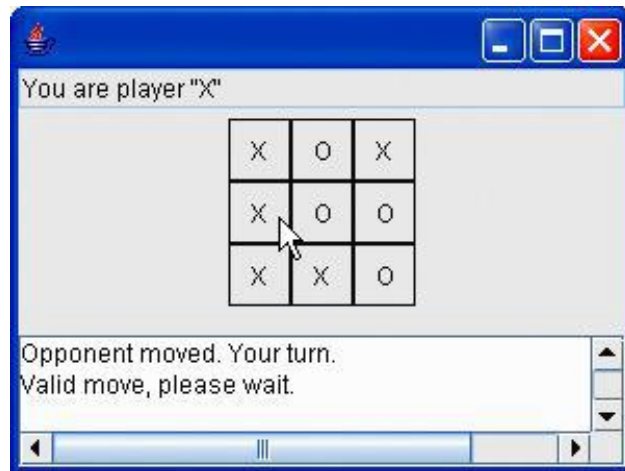 You are player "X"
X O X
X O O
X X O
Opponent moved. Your turn.
Valid move, please wait.